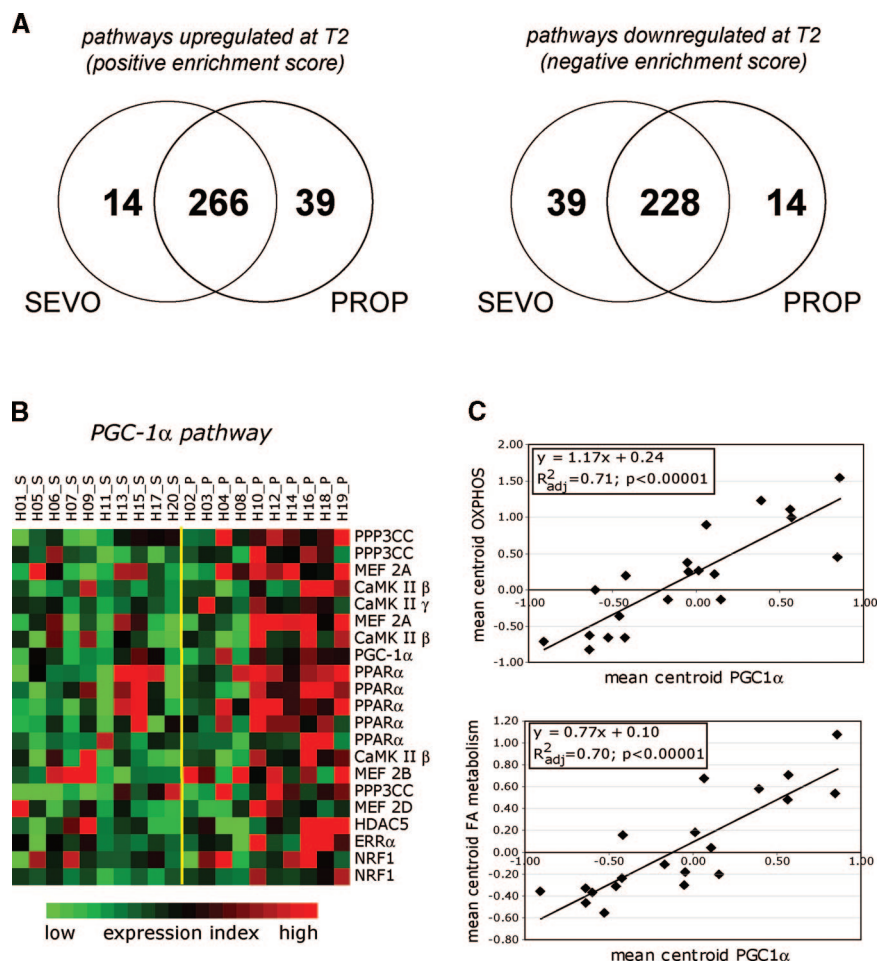 A
pathways upregulated at T2
(positive enrichment score)
pathways downregulated at T2
(negative enrichment score)
14 266 39
39 228 14
SEVO PROP
SEVO PROP
B
PGC-1α pathway
H01_S H05_S H06_S H07_S H09_S H11_S H13_S H15_S H17_S H20_S H02_P H03_P H04_P H08_P H10_P H12_P H14_P H16_P H18_P H19_P
PPP3CC
PPP3CC
MEF 2A
CaMK II β
CaMK II γ
MEF 2A
CaMK II β
PGC-1α
PPARα
PPARα
PPARα
PPARα
PPARα
CaMK II β
MEF 2B
PPP3CC
MEF 2D
HDAC5
ERRα
NRF1
NRF1
low expression index high
C
y = 1.17x + 0.24
R²adj=0.71; p<0.00001
mean centroid OXPHOS
2.00
1.50
1.00
0.50
0.00
-0.50
-1.00
-1.00 -0.50 0.00 0.50 1.00
mean centroid PGC1α
y = 0.77x + 0.10
R²adj=0.70; p<0.00001
mean centroid FA metabolism
1.20
1.00
0.80
0.60
0.40
0.20
0.00
-0.20
-0.40
-0.60
-0.80
-1.00 -0.50 0.00 0.50 1.00
mean centroid PGC1α